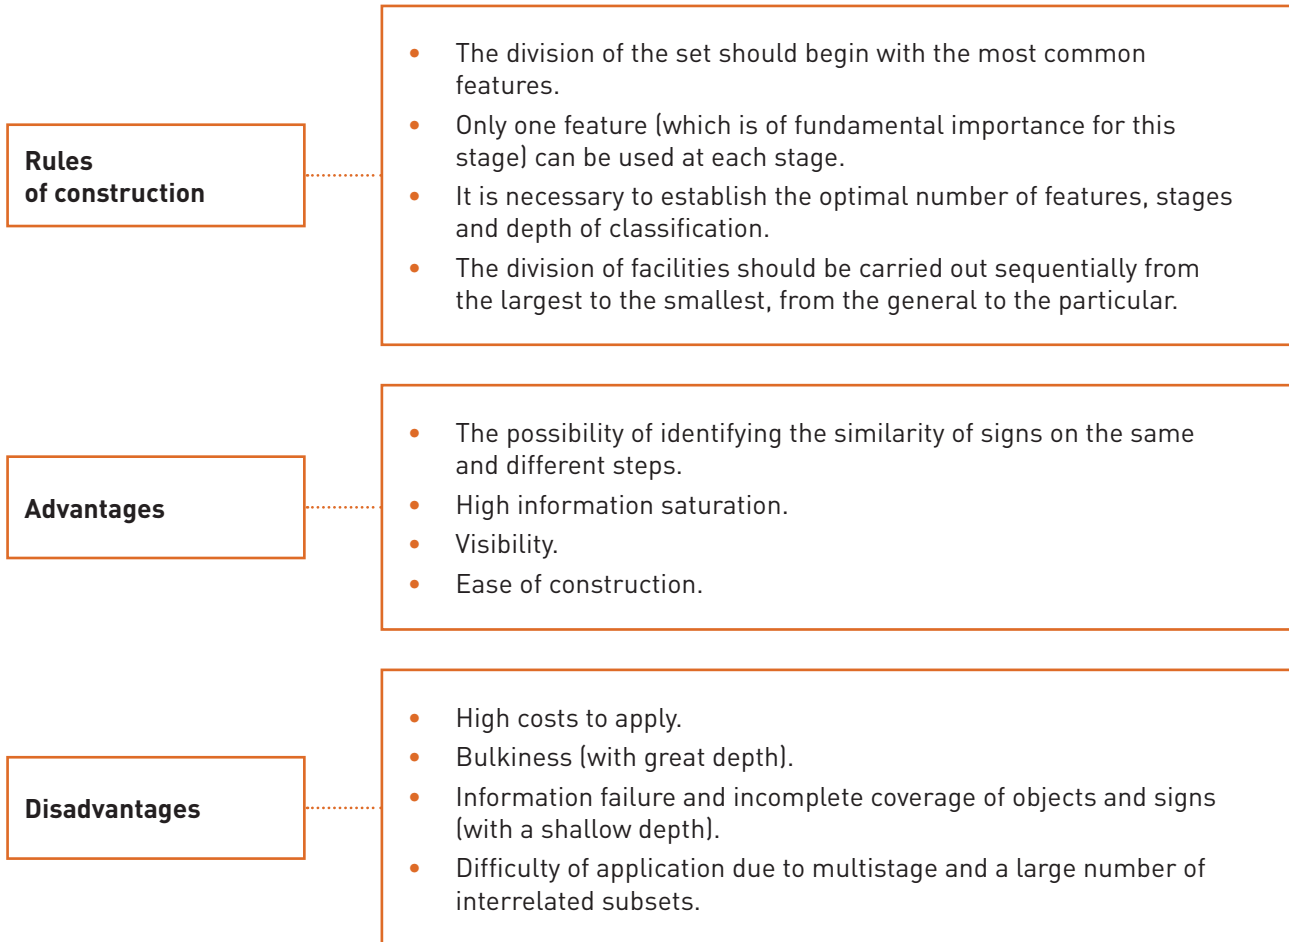 Rules
of construction
• The division of the set should begin with the most common
features.
• Only one feature (which is of fundamental importance for this
stage) can be used at each stage.
• It is necessary to establish the optimal number of features, stages
and depth of classification.
• The division of facilities should be carried out sequentially from
the largest to the smallest, from the general to the particular.
Advantages
• The possibility of identifying the similarity of signs on the same
and different steps.
• High information saturation.
• Visibility.
• Ease of construction.
Disadvantages
• High costs to apply.
• Bulkiness (with great depth).
• Information failure and incomplete coverage of objects and signs
(with a shallow depth).
• Difficulty of application due to multistage and a large number of
interrelated subsets.